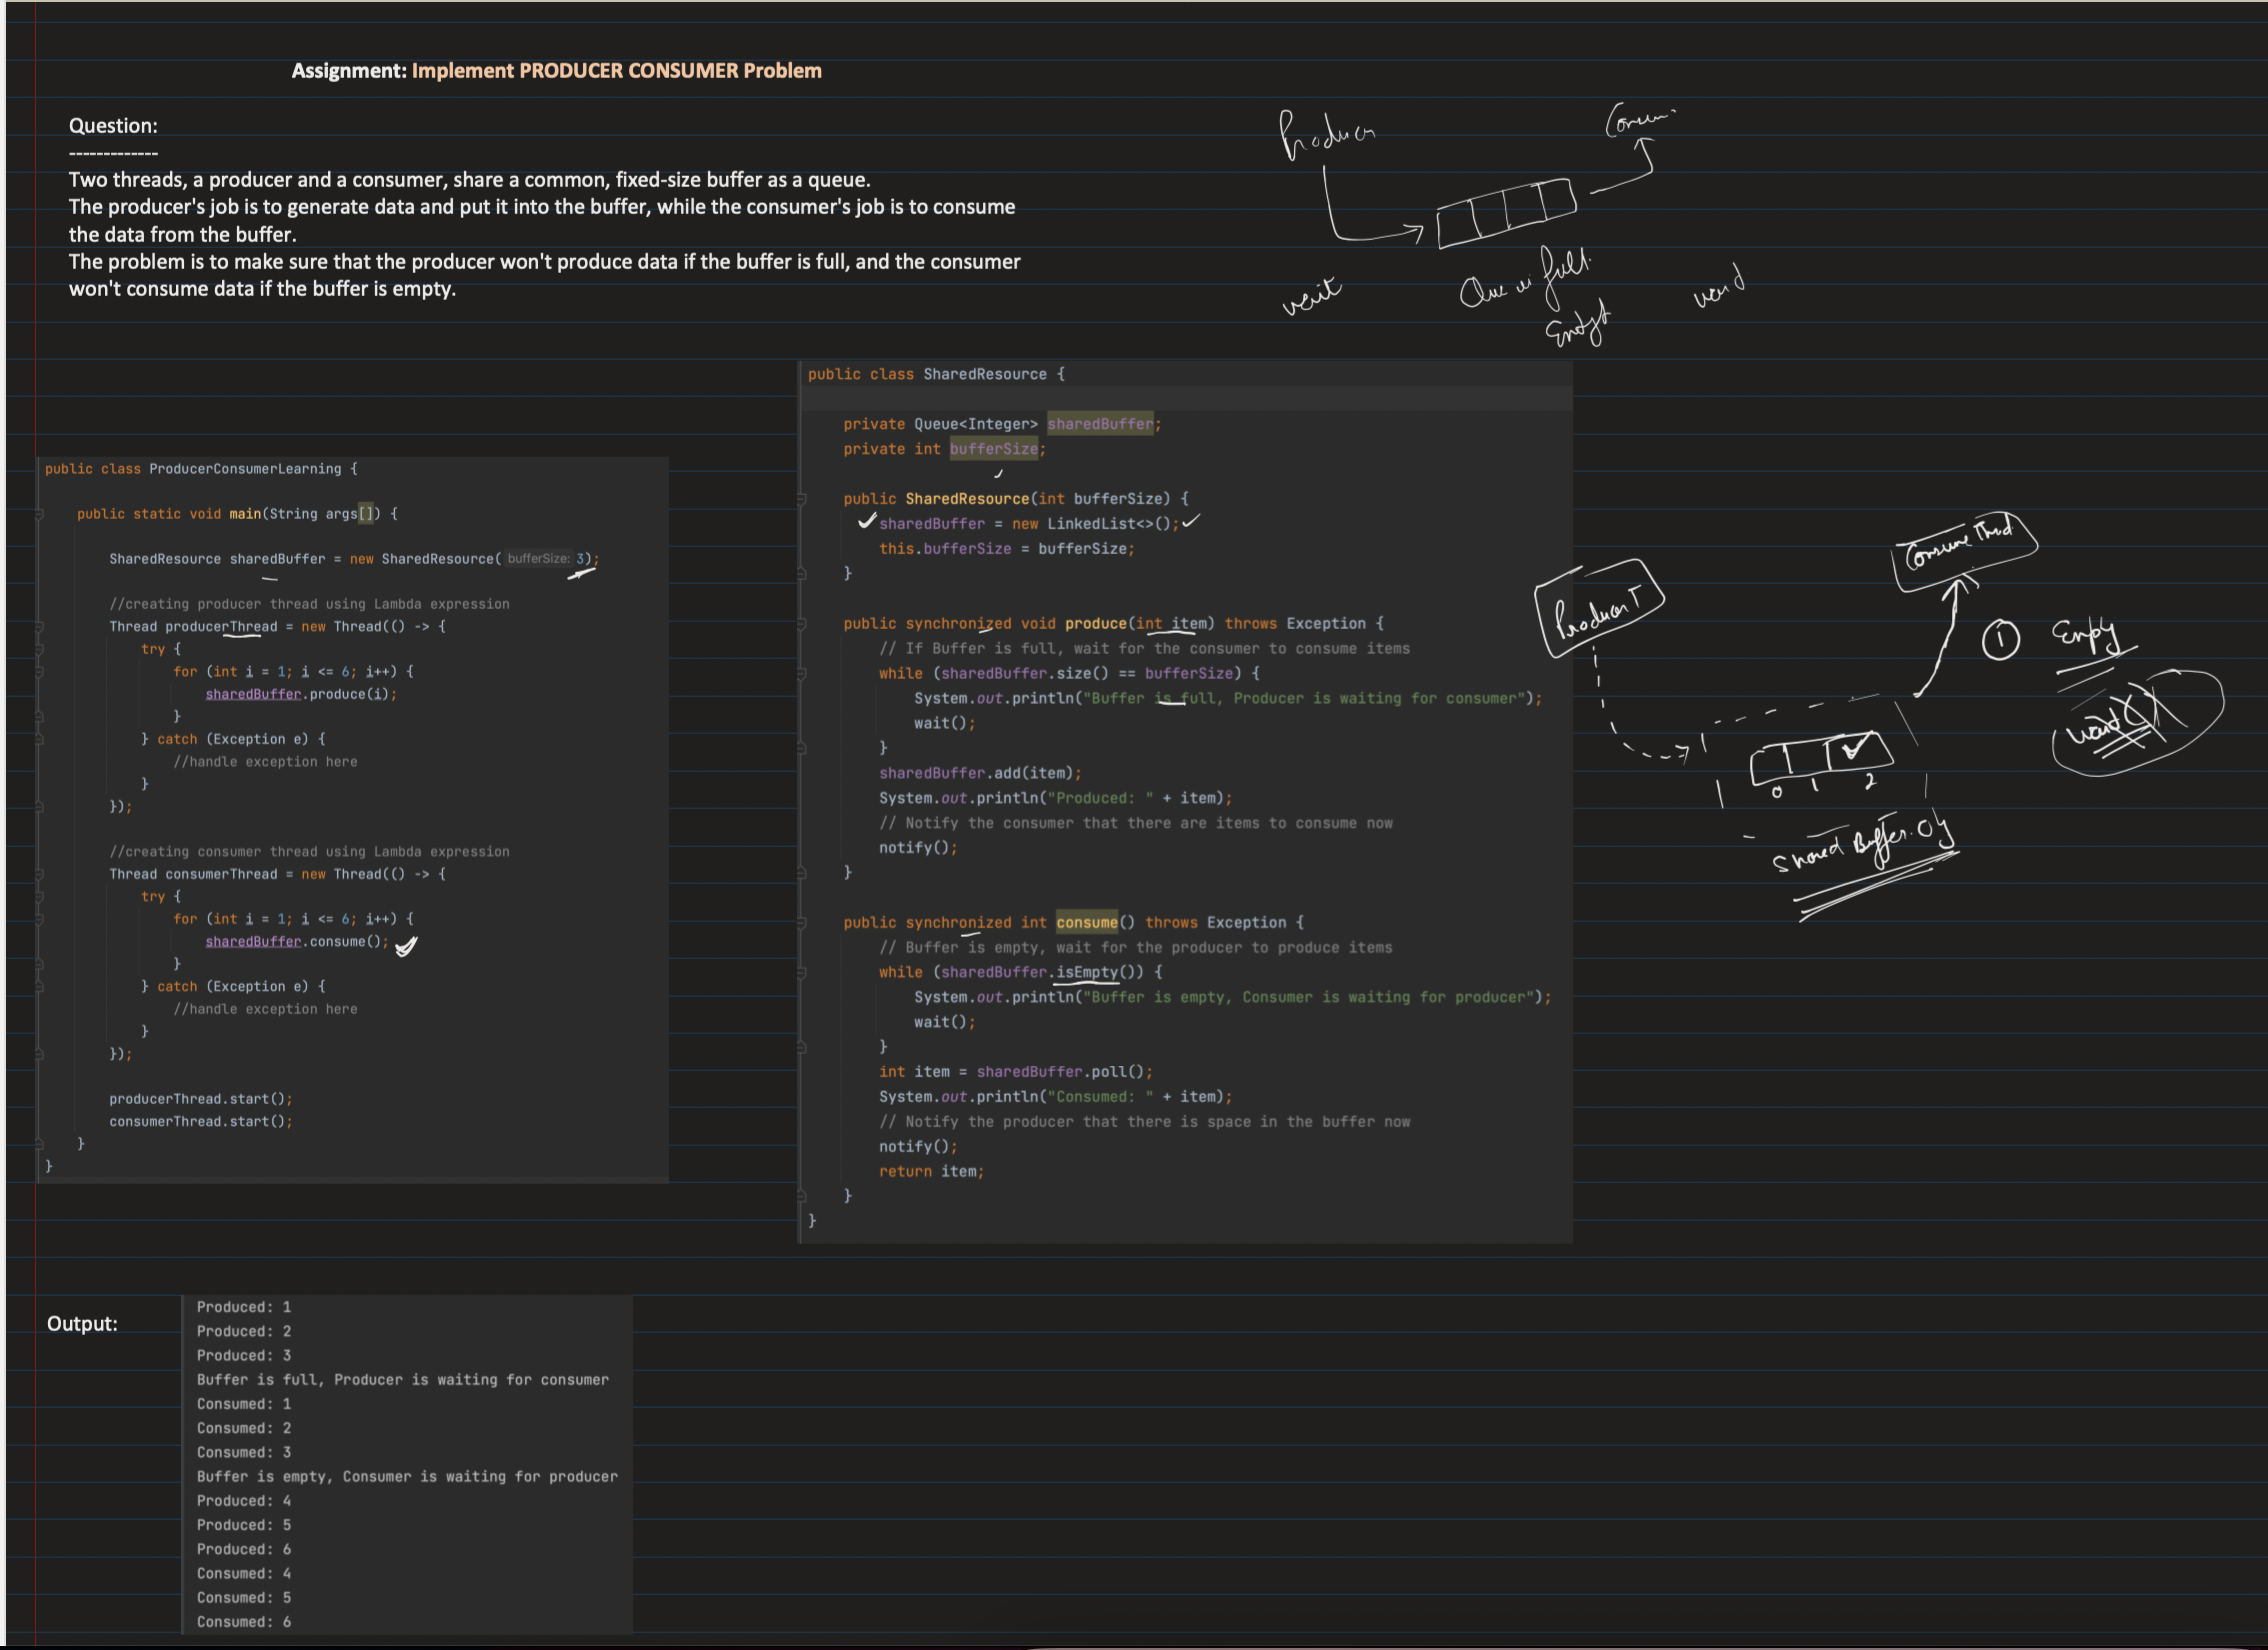 Assignment: Implement PRODUCER CONSUMER Problem
Question:
-------------
Two threads, a producer and a consumer, share a common, fixed-size buffer as a queue.
The producer's job is to generate data and put it into the buffer, while the consumer's job is to consume
the data from the buffer.
The problem is to make sure that the producer won't produce data if the buffer is full, and the consumer
won't consume data if the buffer is empty.
wait
full.
public class ProducerConsumerLearning {
public static void main(String args[]) {
SharedResource sharedBuffer = new SharedResource( bufferSize: 3);
//creating producer thread using Lambda expression
Thread producerThread = new Thread(() -> {
try {
for (int i = 1; i <= 6; i++) {
sharedBuffer.produce(i);
}
} catch (Exception e) {
//handle exception here
}
});
//creating consumer thread using Lambda expression
Thread consumerThread = new Thread(() -> {
try {
for (int i = 1; i <= 6; i++) {
sharedBuffer.consume();
}
} catch (Exception e) {
//handle exception here
}
});
producerThread.start();
consumerThread.start();
}
}
public class SharedResource {
private Queue<Integer> sharedBuffer;
private int bufferSize;
public SharedResource(int bufferSize) {
sharedBuffer = new LinkedList<>();
this.bufferSize = bufferSize;
}
public synchronized void produce(int item) throws Exception {
// If Buffer is full, wait for the consumer to consume items
while (sharedBuffer.size() == bufferSize) {
System.out.println("Buffer is full, Producer is waiting for consumer");
wait();
}
sharedBuffer.add(item);
System.out.println("Produced: " + item);
// Notify the consumer that there are items to consume now
notify();
}
public synchronized int consume() throws Exception {
// Buffer is empty, wait for the producer to produce items
while (sharedBuffer.isEmpty()) {
System.out.println("Buffer is empty, Consumer is waiting for producer");
wait();
}
int item = sharedBuffer.poll();
System.out.println("Consumed: " + item);
// Notify the producer that there is space in the buffer now
notify();
return item;
}
}
Producer T
1
0 1 2
Shared Buffer.
Output:
Produced: 1
Produced: 2
Produced: 3
Buffer is full, Producer is waiting for consumer
Consumed: 1
Consumed: 2
Consumed: 3
Buffer is empty, Consumer is waiting for producer
Produced: 4
Produced: 5
Produced: 6
Consumed: 4
Consumed: 5
Consumed: 6